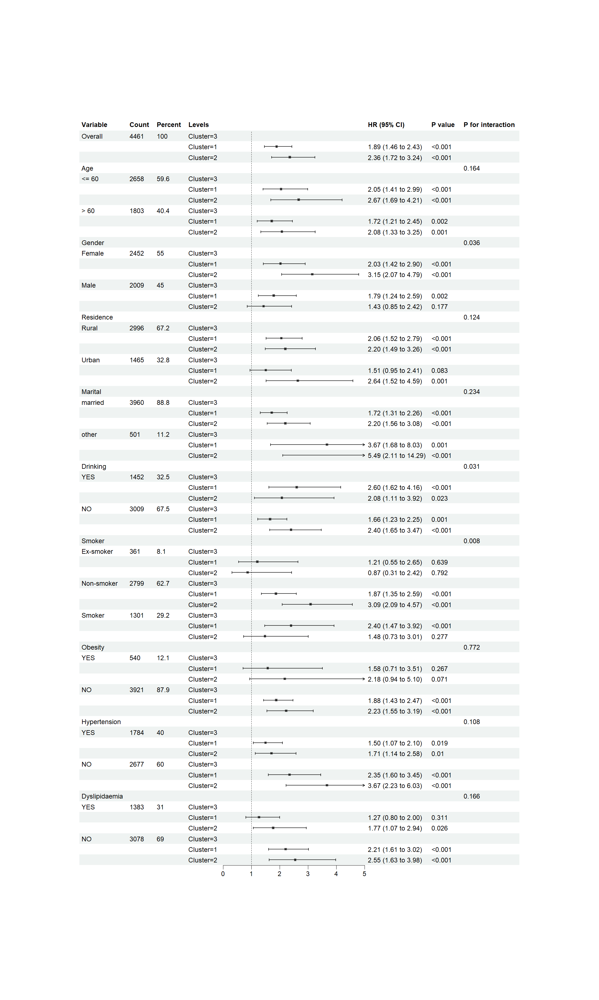 Variable Count Percent Levels HR (95% CI) P value P for interaction
Overall 4461 100 Cluster=3
Cluster=1 1.89 (1.46 to 2.43) <0.001
Cluster=2 2.36 (1.72 to 3.24) <0.001
Age 0.164
<= 60 2658 59.6 Cluster=3
Cluster=1 2.05 (1.41 to 2.99) <0.001
Cluster=2 2.67 (1.69 to 4.21) <0.001
> 60 1803 40.4 Cluster=3
Cluster=1 1.72 (1.21 to 2.45) 0.002
Cluster=2 2.08 (1.33 to 3.25) 0.001
Gender 0.036
Female 2452 55 Cluster=3
Cluster=1 2.03 (1.42 to 2.90) <0.001
Cluster=2 3.15 (2.07 to 4.79) <0.001
Male 2009 45 Cluster=3
Cluster=1 1.79 (1.24 to 2.59) 0.002
Cluster=2 1.43 (0.85 to 2.42) 0.177
Residence 0.124
Rural 2996 67.2 Cluster=3
Cluster=1 2.06 (1.52 to 2.79) <0.001
Cluster=2 2.20 (1.49 to 3.26) <0.001
Urban 1465 32.8 Cluster=3
Cluster=1 1.51 (0.95 to 2.41) 0.083
Cluster=2 2.64 (1.52 to 4.59) 0.001
Marital 0.234
married 3960 88.8 Cluster=3
Cluster=1 1.72 (1.31 to 2.26) <0.001
Cluster=2 2.20 (1.56 to 3.08) <0.001
other 501 11.2 Cluster=3
Cluster=1 3.67 (1.68 to 8.03) 0.001
Cluster=2 5.49 (2.11 to 14.29) <0.001
Drinking 0.031
YES 1452 32.5 Cluster=3
Cluster=1 2.60 (1.62 to 4.16) <0.001
Cluster=2 2.08 (1.11 to 3.92) 0.023
NO 3009 67.5 Cluster=3
Cluster=1 1.66 (1.23 to 2.25) 0.001
Cluster=2 2.40 (1.65 to 3.47) <0.001
Smoker 0.008
Ex-smoker 361 8.1 Cluster=3
Cluster=1 1.21 (0.55 to 2.65) 0.639
Cluster=2 0.87 (0.31 to 2.42) 0.792
Non-smoker 2799 62.7 Cluster=3
Cluster=1 1.87 (1.35 to 2.59) <0.001
Cluster=2 3.09 (2.09 to 4.57) <0.001
Smoker 1301 29.2 Cluster=3
Cluster=1 2.40 (1.47 to 3.92) <0.001
Cluster=2 1.48 (0.73 to 3.01) 0.277
Obesity 0.772
YES 540 12.1 Cluster=3
Cluster=1 1.58 (0.71 to 3.51) 0.267
Cluster=2 2.18 (0.94 to 5.10) 0.071
NO 3921 87.9 Cluster=3
Cluster=1 1.88 (1.43 to 2.47) <0.001
Cluster=2 2.23 (1.55 to 3.19) <0.001
Hypertension 0.108
YES 1784 40 Cluster=3
Cluster=1 1.50 (1.07 to 2.10) 0.019
Cluster=2 1.71 (1.14 to 2.58) 0.01
NO 2677 60 Cluster=3
Cluster=1 2.35 (1.60 to 3.45) <0.001
Cluster=2 3.67 (2.23 to 6.03) <0.001
Dyslipidaemia 0.166
YES 1383 31 Cluster=3
Cluster=1 1.27 (0.80 to 2.00) 0.311
Cluster=2 1.77 (1.07 to 2.94) 0.026
NO 3078 69 Cluster=3
Cluster=1 2.21 (1.61 to 3.02) <0.001
Cluster=2 2.55 (1.63 to 3.98) <0.001
0 1 2 3 4 5